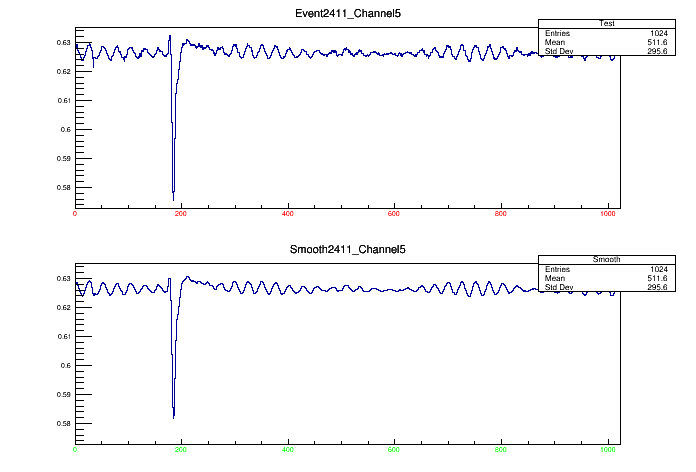 Event2411_Channel5
Test
Entries 1024
Mean 511.6
Std Dev 295.6
0.63
0.62
0.61
0.6
0.59
0.58
0 200 400 600 800 1000
Smooth2411_Channel5
Smooth
Entries 1024
Mean 511.6
Std Dev 295.6
0.63
0.62
0.61
0.6
0.59
0.58
0 200 400 600 800 1000